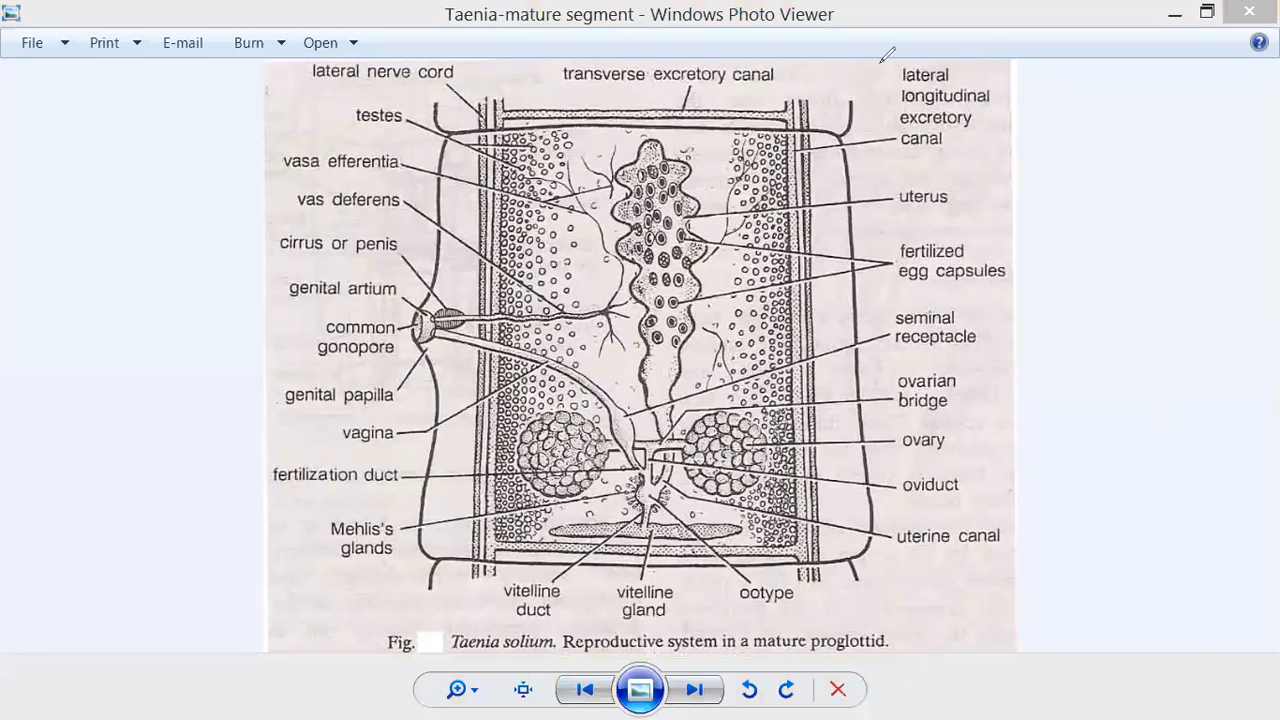 Taenia-mature segment - Windows Photo Viewer
File Print E-mail Burn Open
lateral nerve cord
transverse excretory canal
lateral
longitudinal
excretory
canal
testes
vasa efferentia
vas deferens
cirrus or penis
genital artium
common
gonopore
genital papilla
vagina
fertilization duct
Mehlis's
glands
uterus
fertilized
egg capsules
seminal
receptacle
ovarian
bridge
ovary
oviduct
uterine canal
vitelline
duct
vitelline
gland
ootype
Fig. Taenia solium. Reproductive system in a mature proglottid.